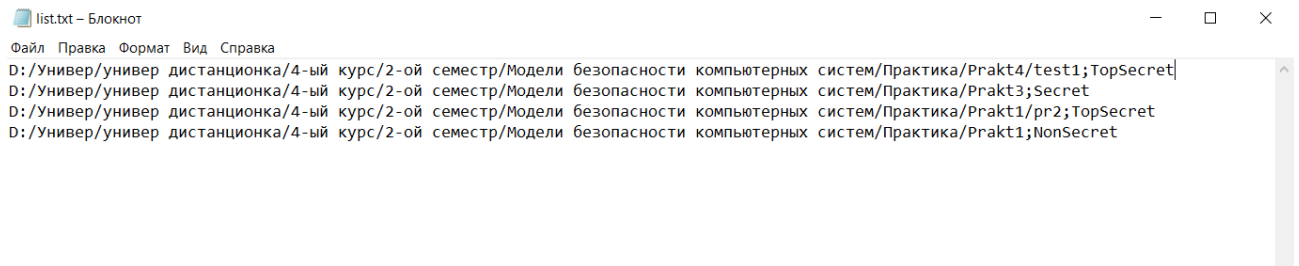 list.txt – Блокнот
Файл Правка Формат Вид Справка
D:/Универ/универ дистанционка/4-ый курс/2-ой семестр/Модели безопасности компьютерных систем/Практика/Prakt4/test1;TopSecret
D:/Универ/универ дистанционка/4-ый курс/2-ой семестр/Модели безопасности компьютерных систем/Практика/Prakt3;Secret
D:/Универ/универ дистанционка/4-ый курс/2-ой семестр/Модели безопасности компьютерных систем/Практика/Prakt1/pr2;TopSecret
D:/Универ/универ дистанционка/4-ый курс/2-ой семестр/Модели безопасности компьютерных систем/Практика/Prakt1;NonSecret